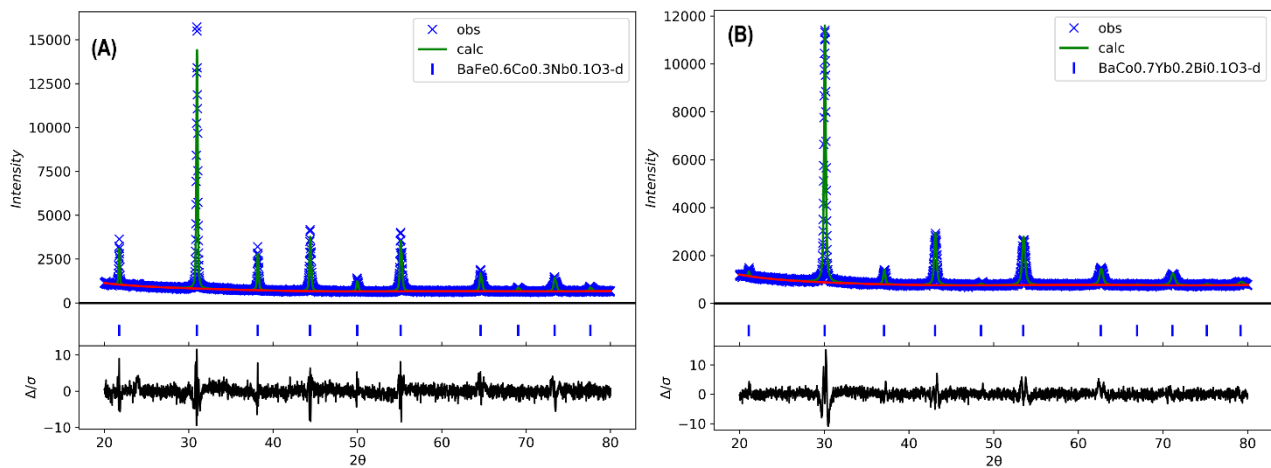 (A)
obs
calc
BaFe0.6Co0.3Nb0.1O3-d
15000
12500
10000
7500
5000
2500
0
Intensity
10
0
−10
Δ/σ
20 30 40 50 60 70 80
2θ
(B)
obs
calc
BaCo0.7Yb0.2Bi0.1O3-d
12000
10000
8000
6000
4000
2000
0
Intensity
10
0
−10
Δ/σ
20 30 40 50 60 70 80
2θ